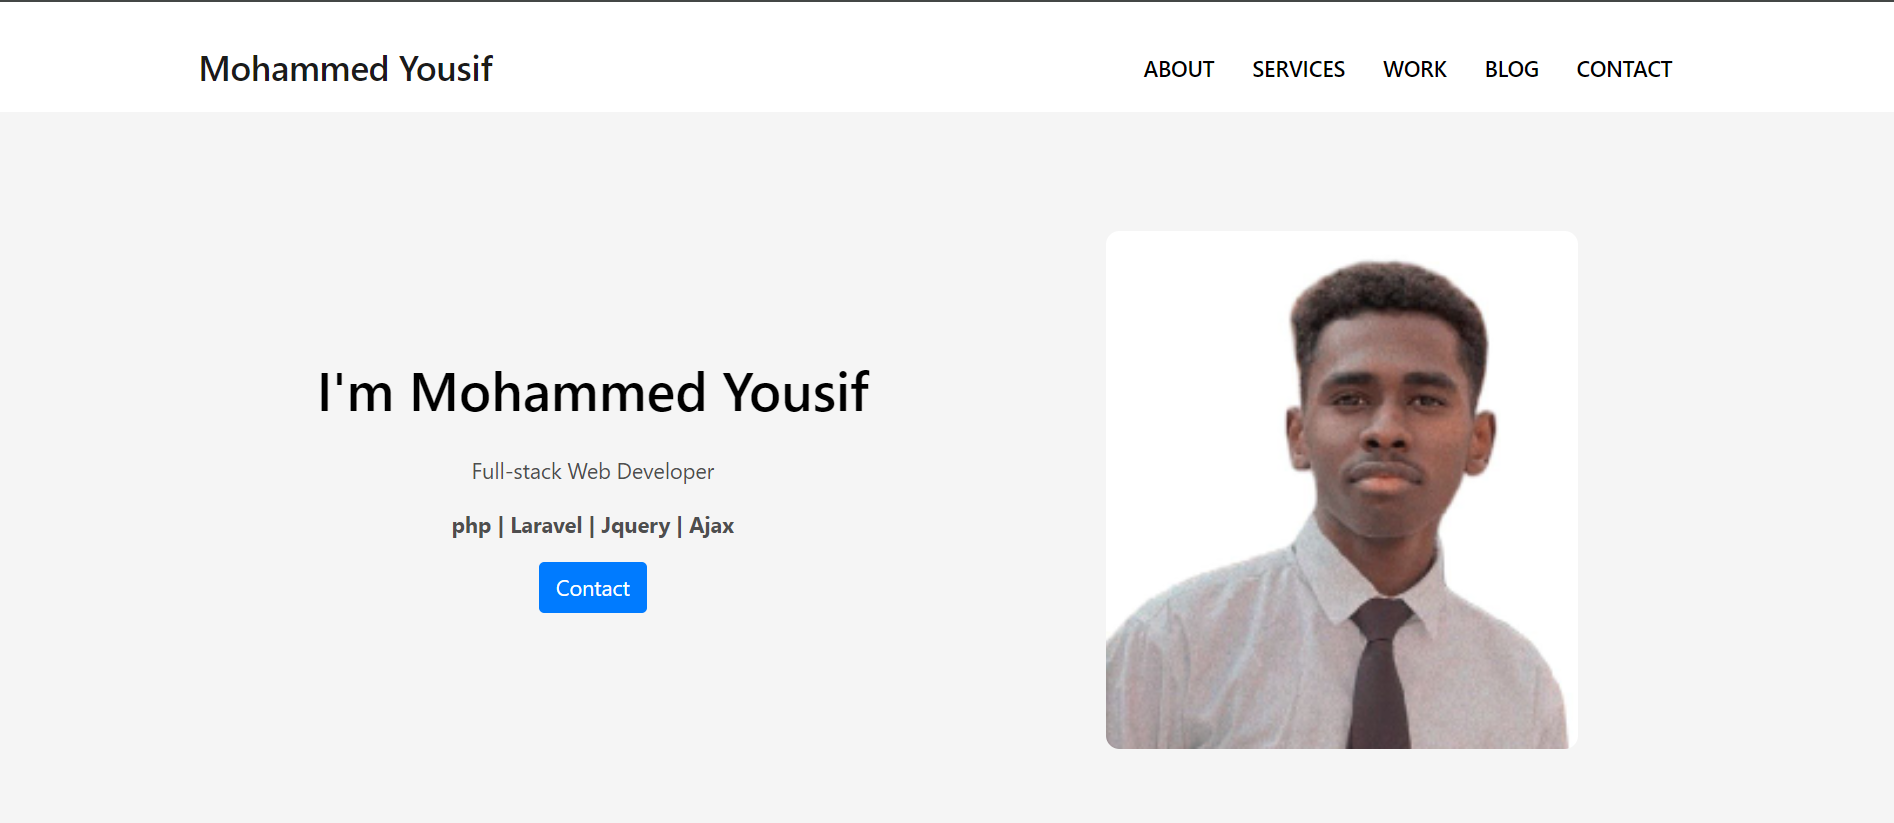 Mohammed Yousif
ABOUT SERVICES WORK BLOG CONTACT
I'm Mohammed Yousif
Full-stack Web Developer
php | Laravel | Jquery | Ajax
Contact